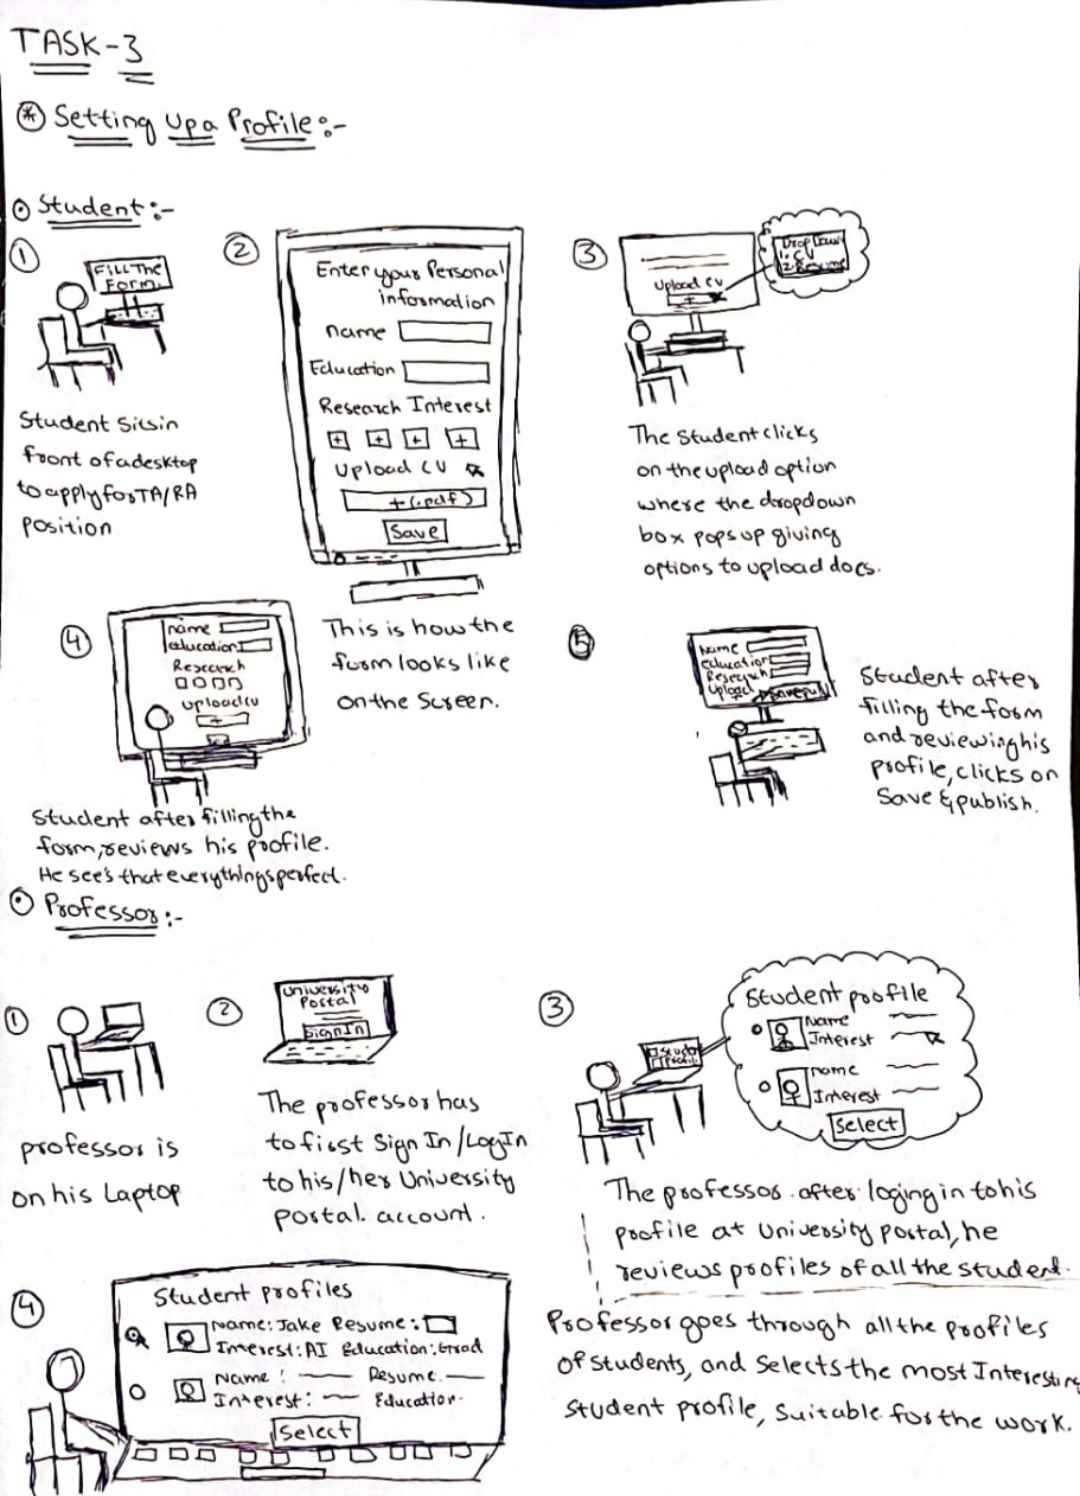 TASK-3
* Setting Up a Profile:-
Student:-
1
FILL THE
FORM.
Student sits in
front of a desktop
to apply for TA/RA
position
2
Enter your Personal
information
name
Education
Research Interest
+ + + +
Upload CV
+(.pdf)
Save
This is how the
form looks like
on the Screen.
3
Upload CV
+
Drop Down
1. CV
2. Resume
The Student clicks
on the upload option
where the dropdown
box pops up giving
options to upload docs.
4
name
education
Research
Upload CV
+
Student after filling the
form, reviews his profile.
He see's that everythings perfect.
5
Name
education
Research
Upload
Student after
filling the form
and reviewing his
profile, clicks on
Save & publish.
Professor:-
1
professor is
on his Laptop
2
University
Portal
Sign In
The professor has
to first Sign In/LogIn
to his/her University
portal account.
3
Student
Profile
Student profile
Name
Interest
name
Interest
Select
The professor after loging in to his
profile at University portal, he
reviews profiles of all the student.
4
Student profiles
Name: Jake Resume:
Interest: AI Education: Grad
Name: Resume.
Interest: Education.
Select
Professor goes through all the profiles
of students, and Selects the most Interesting
student profile, suitable for the work.